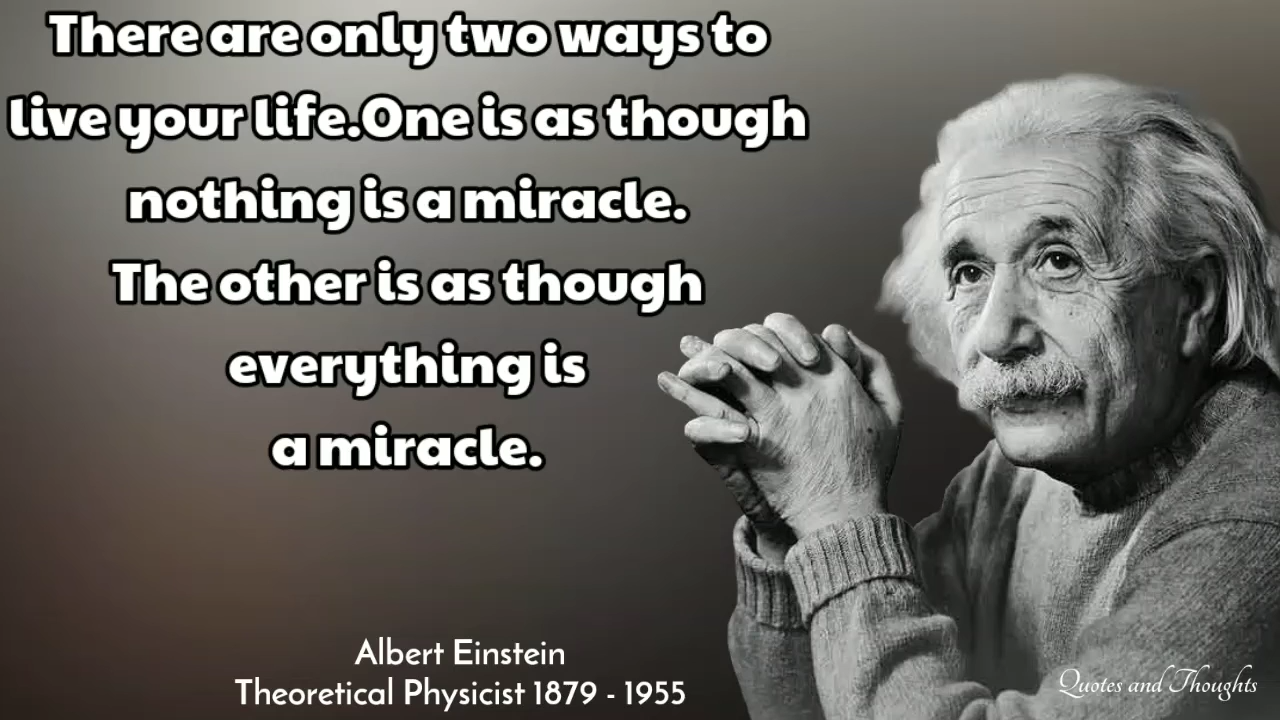 There are only two ways to
live your life.One is as though
nothing is a miracle.
The other is as though
everything is
a miracle.
Albert Einstein
Theoretical Physicist 1879 - 1955
Quotes and Thoughts